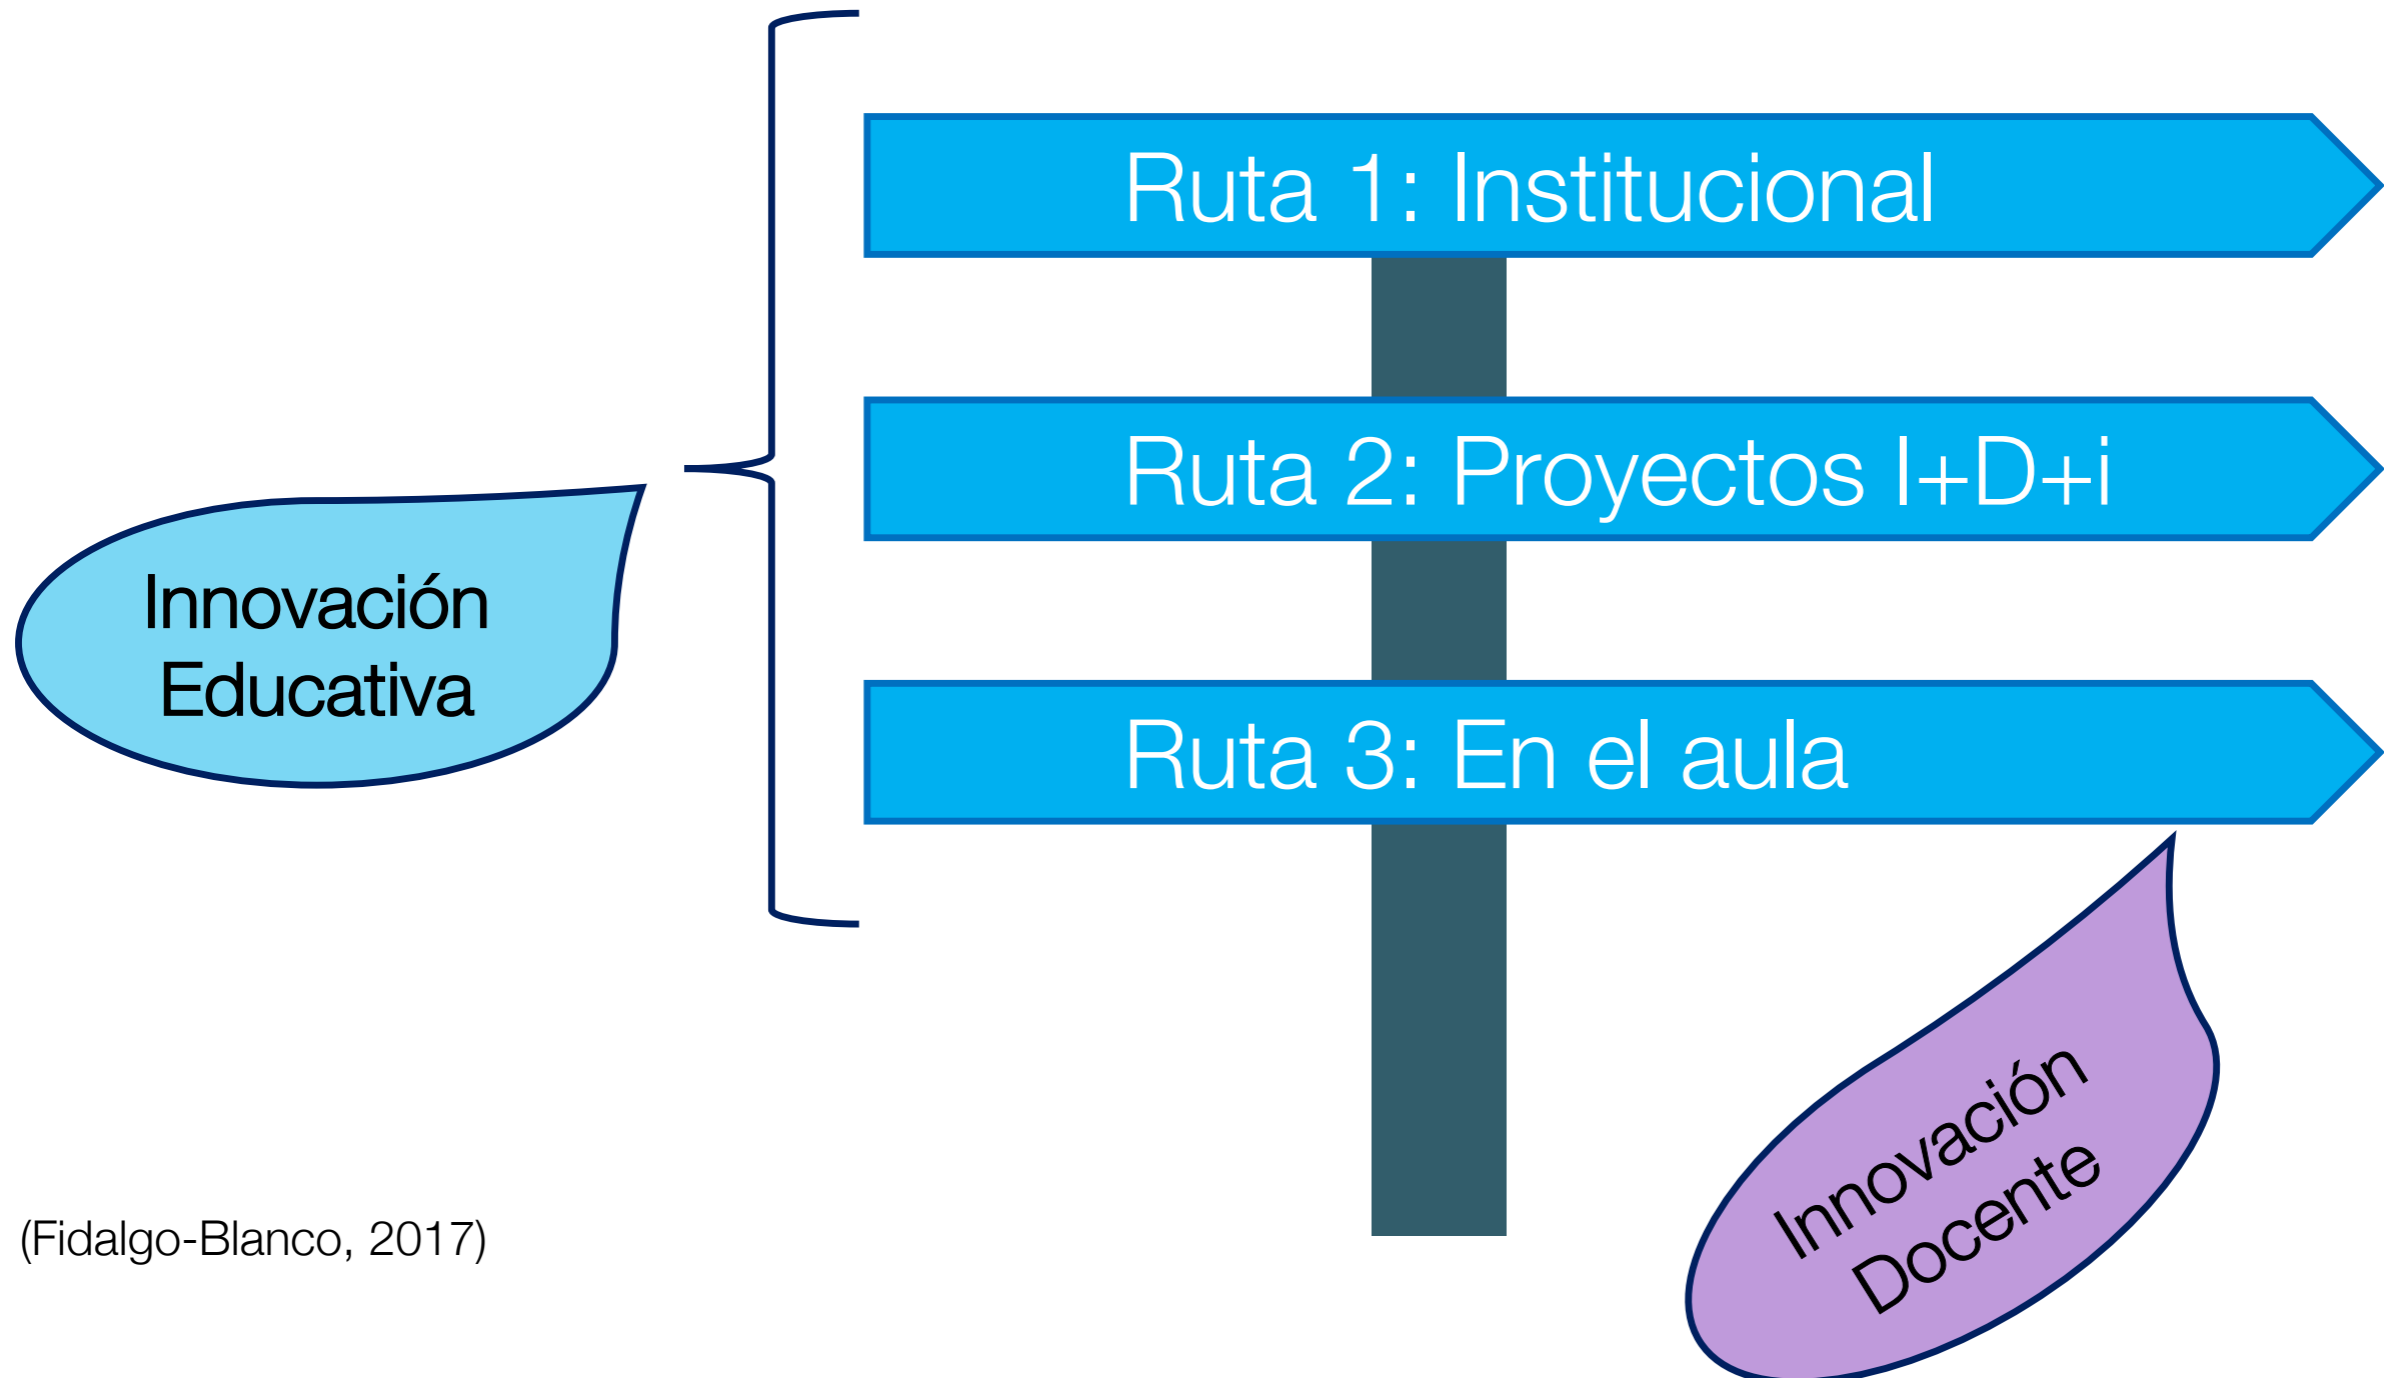 Ruta 1: Institucional
Ruta 2: Proyectos I+D+i
Innovación
Educativa
Ruta 3: En el aula
Innovación
Docente
(Fidalgo-Blanco, 2017)